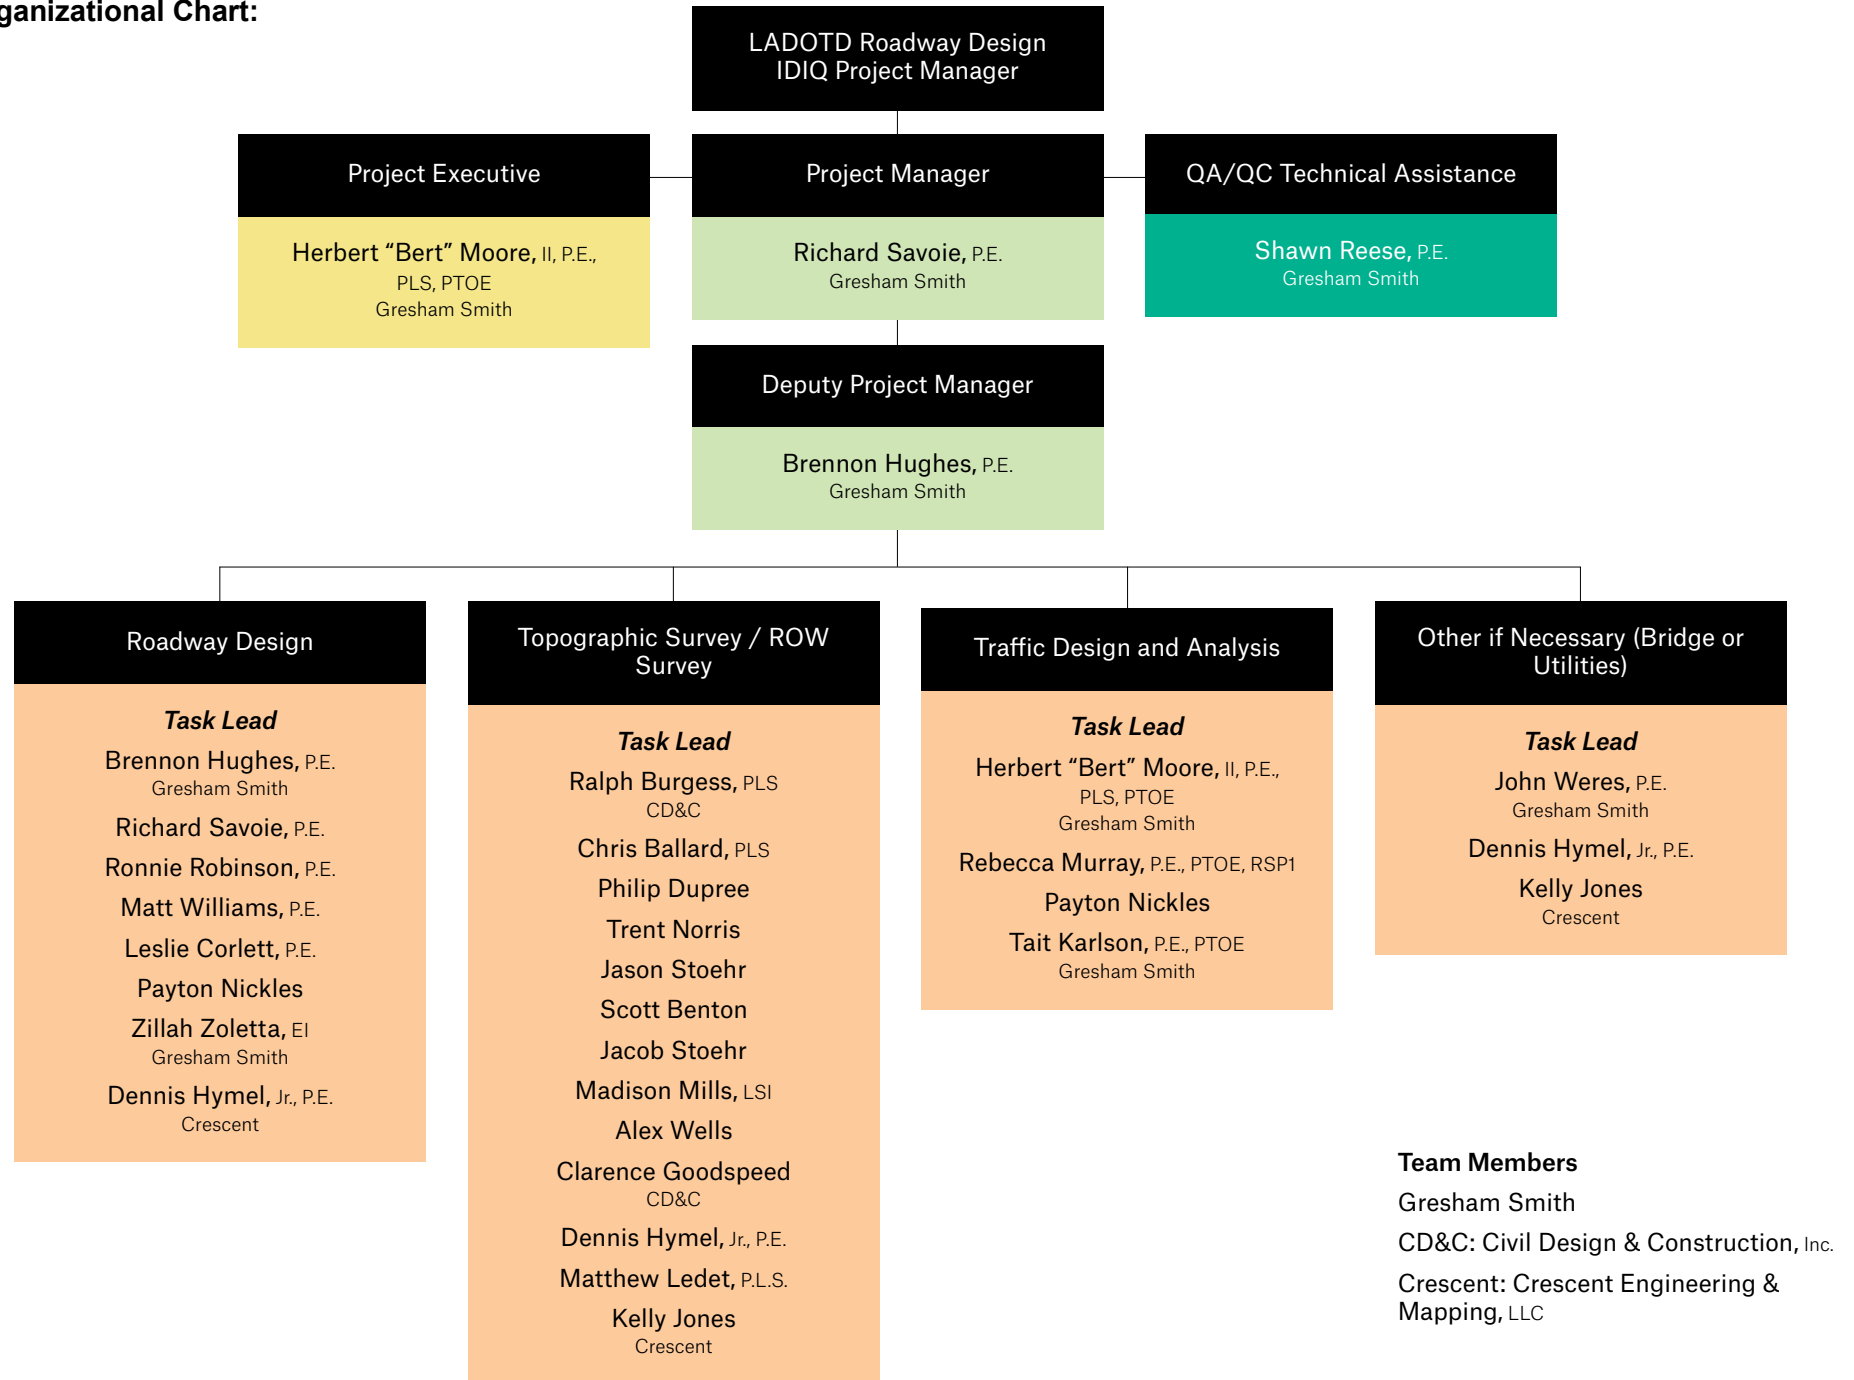 ganizational Chart:
LADOTD Roadway Design
IDIQ Project Manager
Project Executive
Herbert “Bert” Moore, II, P.E.,
PLS, PTOE
Gresham Smith
Project Manager
Richard Savoie, P.E.
Gresham Smith
QA/QC Technical Assistance
Shawn Reese, P.E.
Gresham Smith
Deputy Project Manager
Brennon Hughes, P.E.
Gresham Smith
Roadway Design
Task Lead
Brennon Hughes, P.E.
Gresham Smith
Richard Savoie, P.E.
Ronnie Robinson, P.E.
Matt Williams, P.E.
Leslie Corlett, P.E.
Payton Nickles
Zillah Zoletta, EI
Gresham Smith
Dennis Hymel, Jr., P.E.
Crescent
Topographic Survey / ROW
Survey
Task Lead
Ralph Burgess, PLS
CD&C
Chris Ballard, PLS
Philip Dupree
Trent Norris
Jason Stoehr
Scott Benton
Jacob Stoehr
Madison Mills, LSI
Alex Wells
Clarence Goodspeed
CD&C
Dennis Hymel, Jr., P.E.
Matthew Ledet, P.L.S.
Kelly Jones
Crescent
Traffic Design and Analysis
Task Lead
Herbert “Bert” Moore, II, P.E.,
PLS, PTOE
Gresham Smith
Rebecca Murray, P.E., PTOE, RSP1
Payton Nickles
Tait Karlson, P.E., PTOE
Gresham Smith
Other if Necessary (Bridge or
Utilities)
Task Lead
John Weres, P.E.
Gresham Smith
Dennis Hymel, Jr., P.E.
Kelly Jones
Crescent
Team Members
Gresham Smith
CD&C: Civil Design & Construction, Inc.
Crescent: Crescent Engineering &
Mapping, LLC